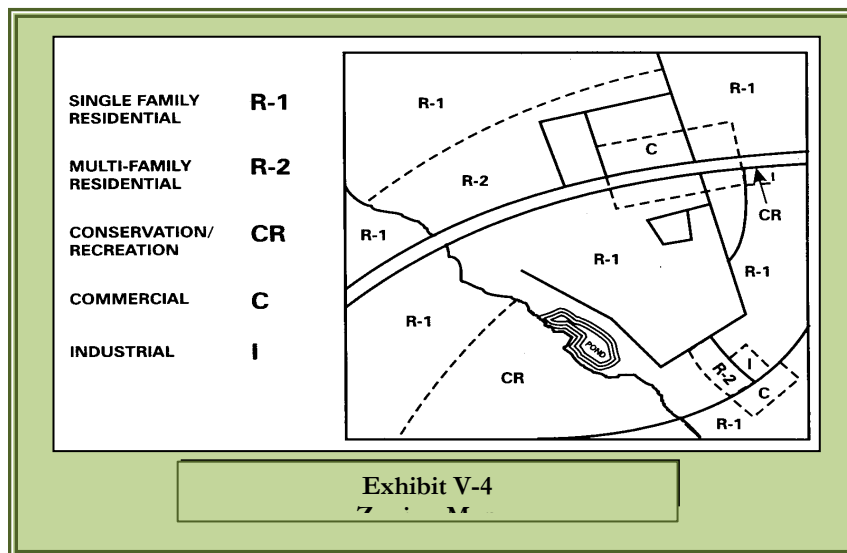 SINGLE FAMILY R-1
RESIDENTIAL
MULTI-FAMILY R-2
RESIDENTIAL
CONSERVATION/ CR
RECREATION
COMMERCIAL C
INDUSTRIAL I
R-1
R-1
C
R-2
I
CR
R-1
R-1
R-1
R-1
POND
I
R-2
CR
C
R-1
Exhibit V-4